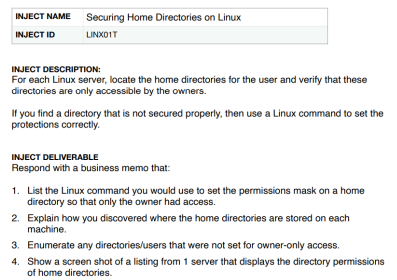 INJECT NAME Securing Home Directories on Linux
INJECT ID LINX01T
INJECT DESCRIPTION:
For each Linux server, locate the home directories for the user and verify that these
directories are only accessible by the owners.
If you find a directory that is not secured properly, then use a Linux command to set the
protections correctly.
INJECT DELIVERABLE
Respond with a business memo that:
1. List the Linux command you would use to set the permissions mask on a home
directory so that only the owner had access.
2. Explain how you discovered where the home directories are stored on each
machine.
3. Enumerate any directories/users that were not set for owner-only access.
4. Show a screen shot of a listing from 1 server that displays the directory permissions
of home directories.